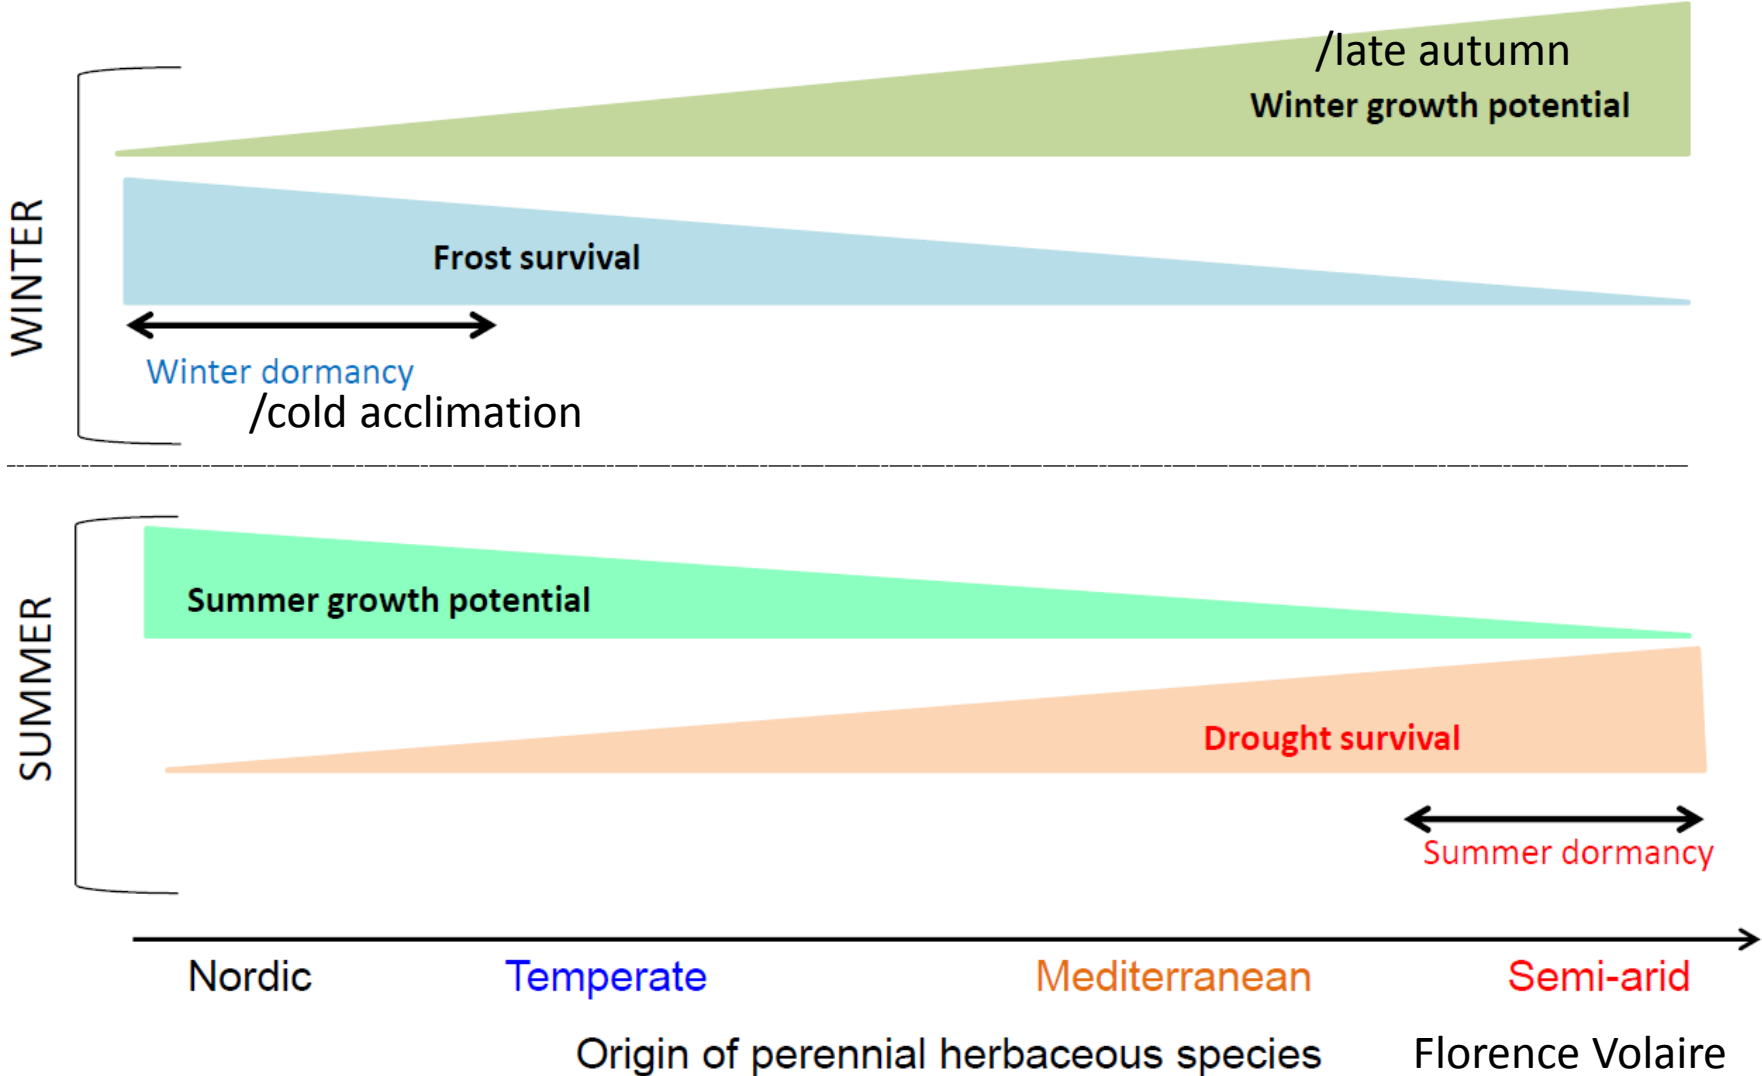 /late autumn
Winter growth potential
WINTER
Frost survival
Winter dormancy
/cold acclimation
SUMMER
Summer growth potential
Drought survival
Summer dormancy
Nordic Temperate Mediterranean Semi-arid
Origin of perennial herbaceous species Florence Volaire